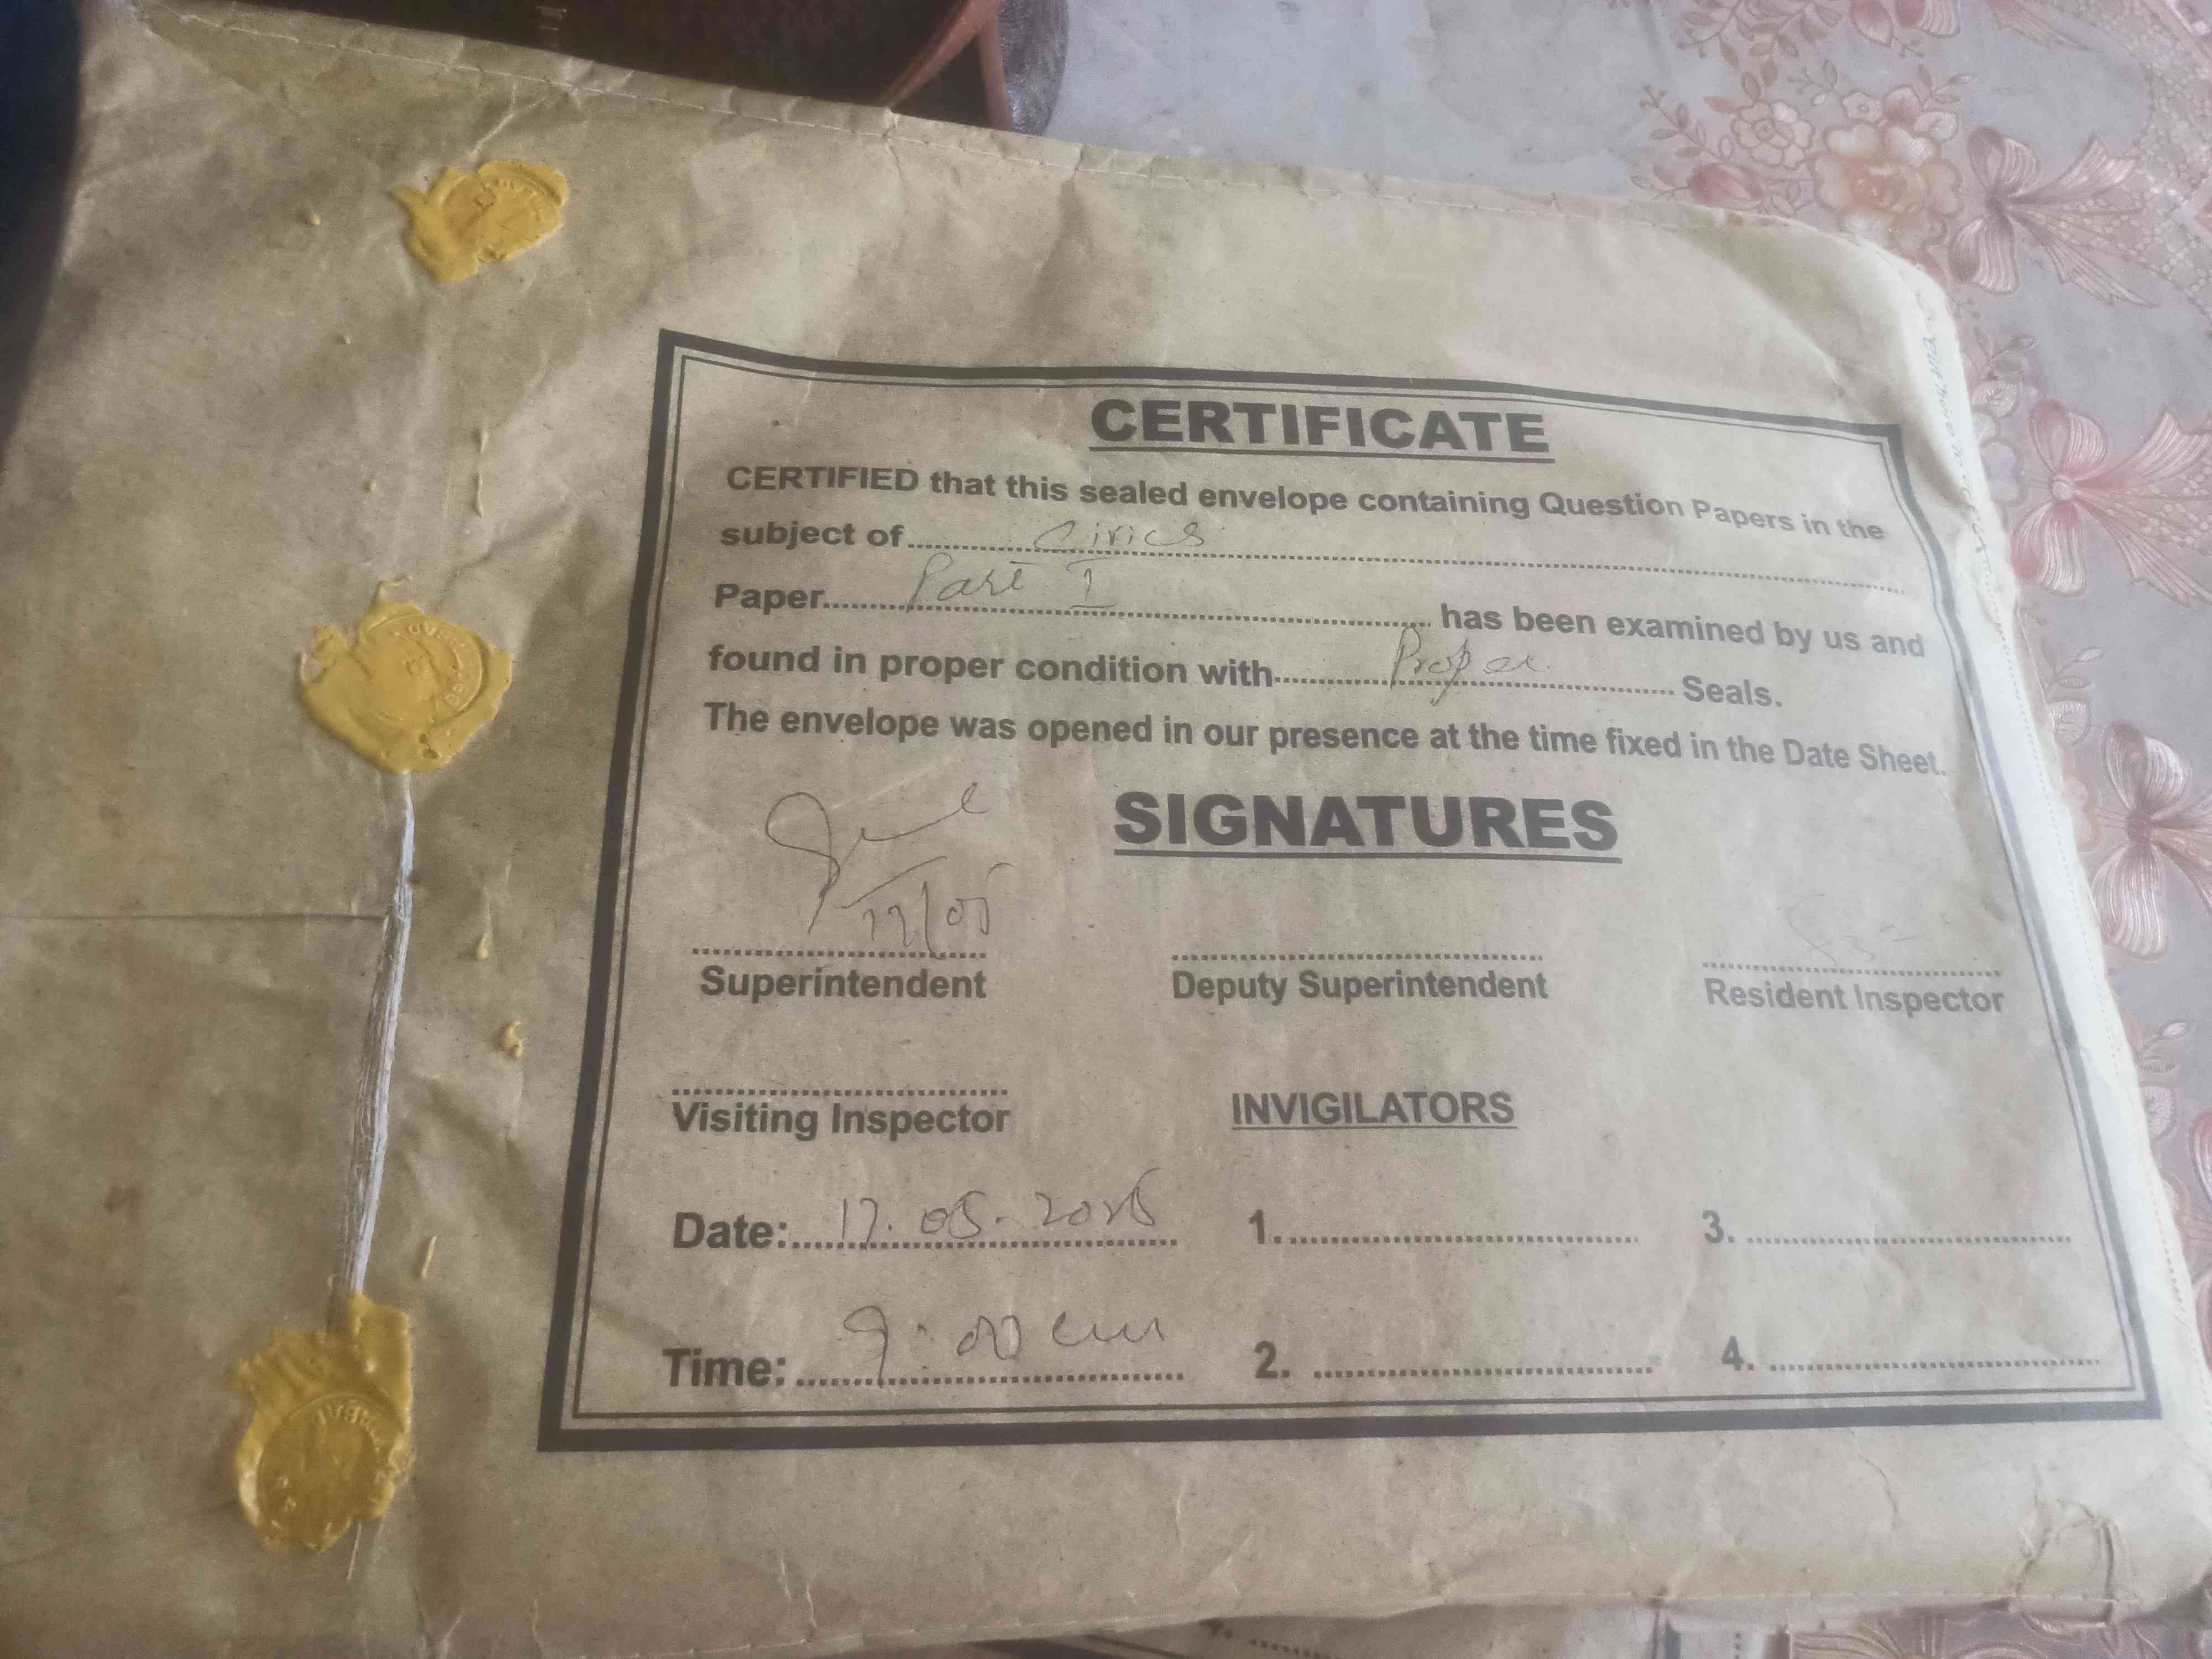 CERTIFICATE
CERTIFIED that this sealed envelope containing Question Papers in the
subject of Civics
Paper Part I has been examined by us and
found in proper condition with Proper Seals.
The envelope was opened in our presence at the time fixed in the Date Sheet.
SIGNATURES
Superintendent Deputy Superintendent Resident Inspector
Visiting Inspector INVIGILATORS
Date: 1. 3.
Time: 9:00 am 2. 4.